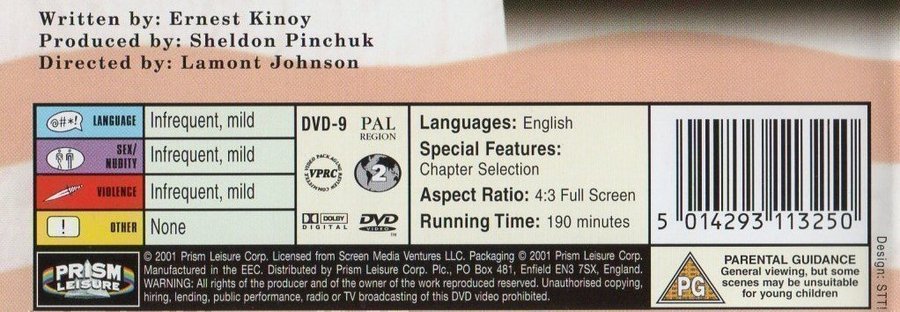 Written by: Ernest Kinoy
Produced by: Sheldon Pinchuk
Directed by: Lamont Johnson
@#*! LANGUAGE Infrequent, mild
SEX/
NUDITY Infrequent, mild
VIOLENCE Infrequent, mild
! OTHER None
DVD-9 PAL
REGION
2
VIDEO PACKAGING REVIEW COMMITTEE
VPRC
DOLBY
DIGITAL
DVD
VIDEO
Languages: English
Special Features:
Chapter Selection
Aspect Ratio: 4:3 Full Screen
Running Time: 190 minutes
5 014293 113250
PRISM
LEISURE
© 2001 Prism Leisure Corp. Licensed from Screen Media Ventures LLC. Packaging © 2001 Prism Leisure Corp.
Manufactured in the EEC. Distributed by Prism Leisure Corp. Plc., PO Box 481, Enfield EN3 7SX, England.
WARNING: All rights of the producer and of the owner of the work reproduced reserved. Unauthorised copying,
hiring, lending, public performance, radio or TV broadcasting of this DVD video prohibited.
PG
PARENTAL GUIDANCE
General viewing, but some
scenes may be unsuitable
for young children
Design: STT!